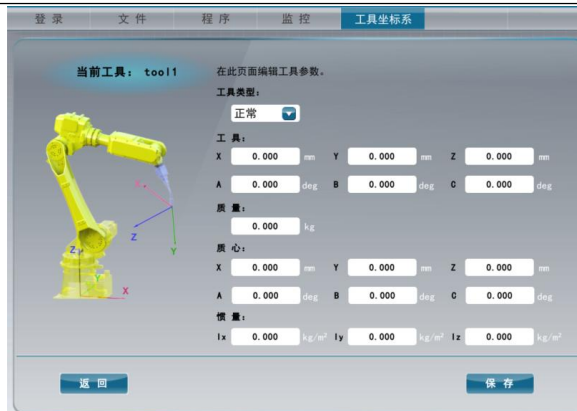 登录 文件 程序 监控 工具坐标系
当前工具: tool1
在此页面编辑工具参数。
工具类型:
正常
工具:
X 0.000 mm Y 0.000 mm Z 0.000 mm
A 0.000 deg B 0.000 deg C 0.000 deg
质量:
0.000 kg
质心:
X 0.000 mm Y 0.000 mm Z 0.000 mm
A 0.000 deg B 0.000 deg C 0.000 deg
惯量:
Ix 0.000 kg/m² Iy 0.000 kg/m² Iz 0.000 kg/m²
X
Z
Y
Z
Y
X
返回 保存